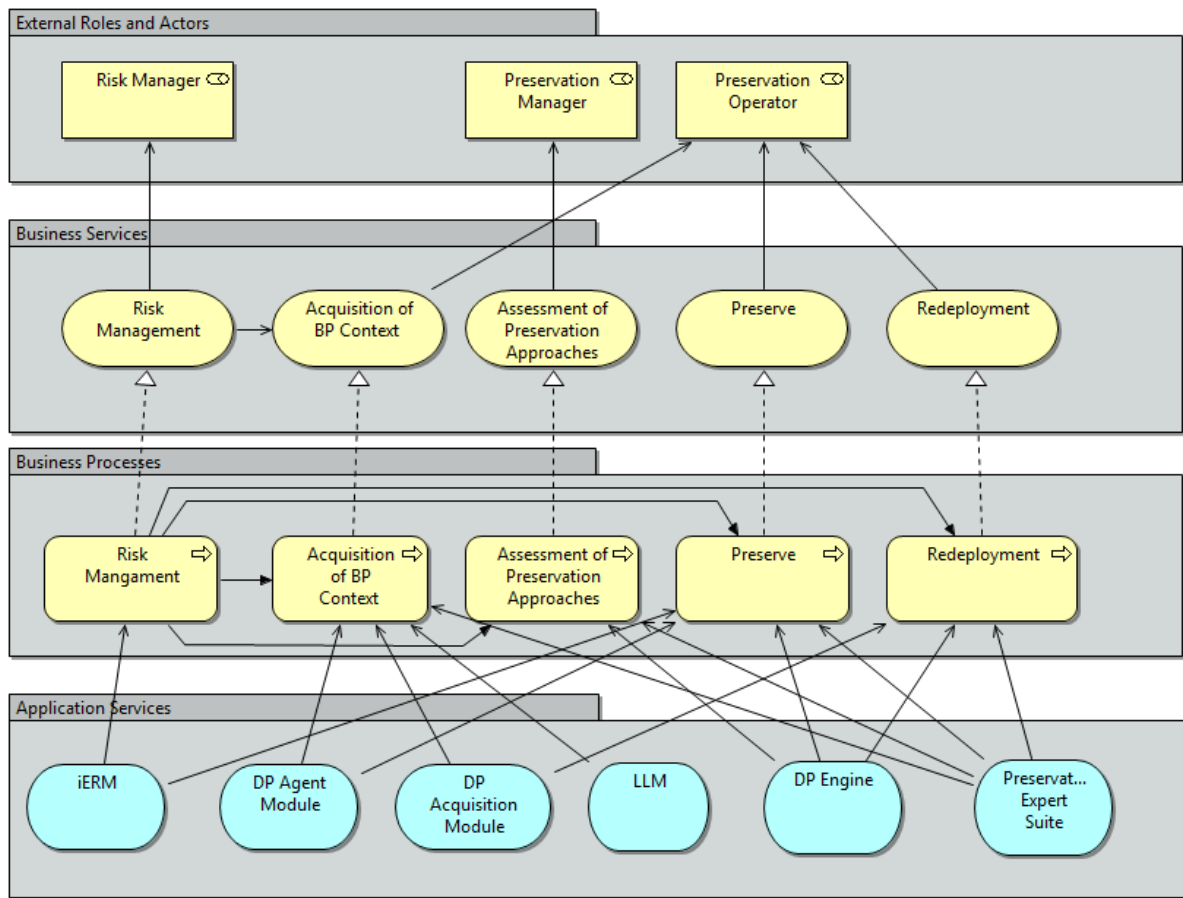 External Roles and Actors
Risk Manager
Preservation
Manager
Preservation
Operator
Business Services
Risk
Management
Acquisition of
BP Context
Assessment of
Preservation
Approaches
Preserve
Redeployment
Business Processes
Risk
Mangament
Acquisition
of BP
Context
Assessment of
Preservation
Approaches
Preserve
Redeployment
Application Services
iERM
DP Agent
Module
DP
Acquisition
Module
LLM
DP Engine
Preservat...
Expert
Suite